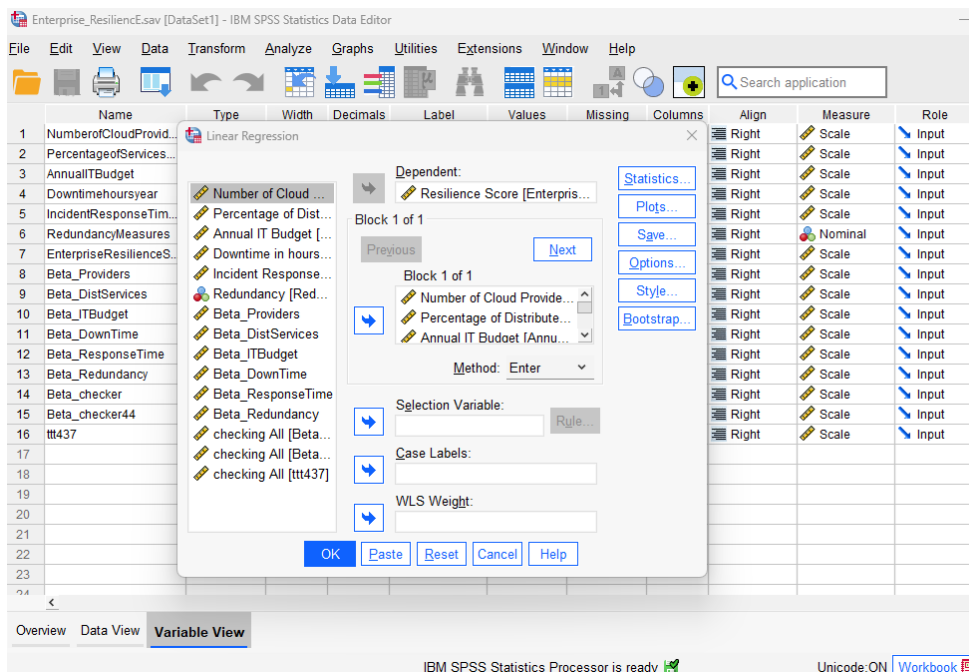 Enterprise_ResiliencE.sav [DataSet1] - IBM SPSS Statistics Data Editor
File Edit View Data Transform Analyze Graphs Utilities Extensions Window Help
Search application
Name Type Width Decimals Label Values Missing Columns Align Measure Role
1 NumberofCloudProvid... Right Scale Input
2 PercentageofServices... Right Scale Input
3 AnnualITBudget Right Scale Input
4 Downtimehoursyear Right Scale Input
5 IncidentResponseTim... Right Scale Input
6 RedundancyMeasures Right Nominal Input
7 EnterpriseResilienceS... Right Scale Input
8 Beta_Providers Right Scale Input
9 Beta_DistServices Right Scale Input
10 Beta_ITBudget Right Scale Input
11 Beta_DownTime Right Scale Input
12 Beta_ResponseTime Right Scale Input
13 Beta_Redundancy Right Scale Input
14 Beta_checker Right Scale Input
15 Beta_checker44 Right Scale Input
16 ttt437 Right Scale Input
17
18
19
20
21
22
23
24
Linear Regression
Number of Cloud ...
Percentage of Dist...
Annual IT Budget [...
Downtime in hours...
Incident Response...
Redundancy [Red...
Beta_Providers
Beta_DistServices
Beta_ITBudget
Beta_DownTime
Beta_ResponseTime
Beta_Redundancy
checking All [Beta...
checking All [Beta...
checking All [ttt437]
Dependent:
Resilience Score [Enterpris...
Block 1 of 1
Previous Next
Block 1 of 1
Number of Cloud Provide...
Percentage of Distribute...
Annual IT Budget [Annu...
Method: Enter
Selection Variable:
Rule...
Case Labels:
WLS Weight:
Statistics...
Plots...
Save...
Options...
Style...
Bootstrap...
OK Paste Reset Cancel Help
Overview Data View Variable View
IBM SPSS Statistics Processor is ready Unicode:ON Workbook